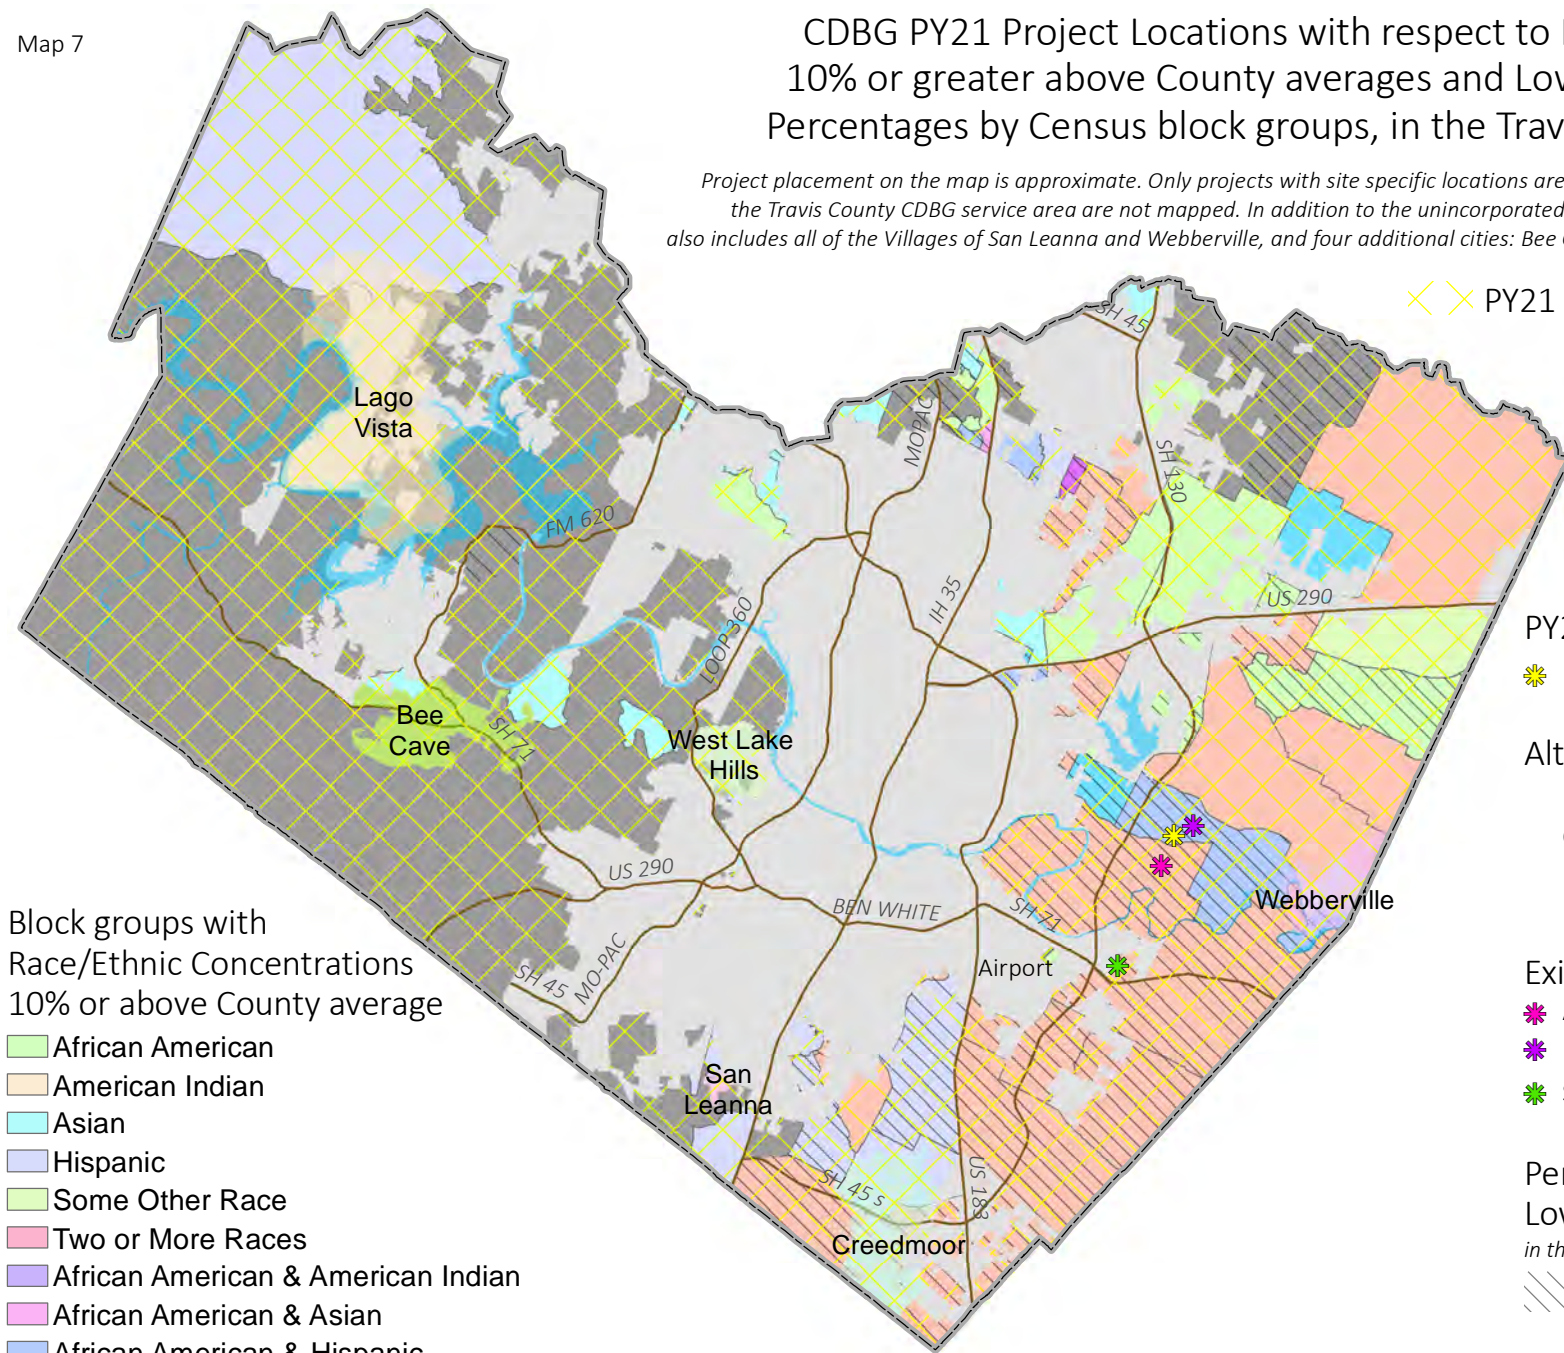 Map 7
CDBG PY21 Project Locations with respect to
10% or greater above County averages and
Percentages by Census block groups, in the
Project placement on the map is approximate. Only projects with site specific locations are
the Travis County CDBG service area are not mapped. In addition to the unincorporated
also includes all of the Villages of San Leanna and Webberville, and four additional cities: Bee
PY21
SH 45
Lago
Vista
MOPAC
SH 130
FM 620
IH 35
US 290
LOOP 360
Bee
Cave
SH 71
West Lake
Hills
US 290
BEN WHITE
SH 71
Webberville
Airport
SH 45
MO-PAC
San
Leanna
SH 45 s
US 183
Creedmoor
Block groups with
Race/Ethnic Concentrations
10% or above County average
African American
American Indian
Asian
Hispanic
Some Other Race
Two or More Races
African American & American Indian
African American & Asian
African American & Hispanic
in